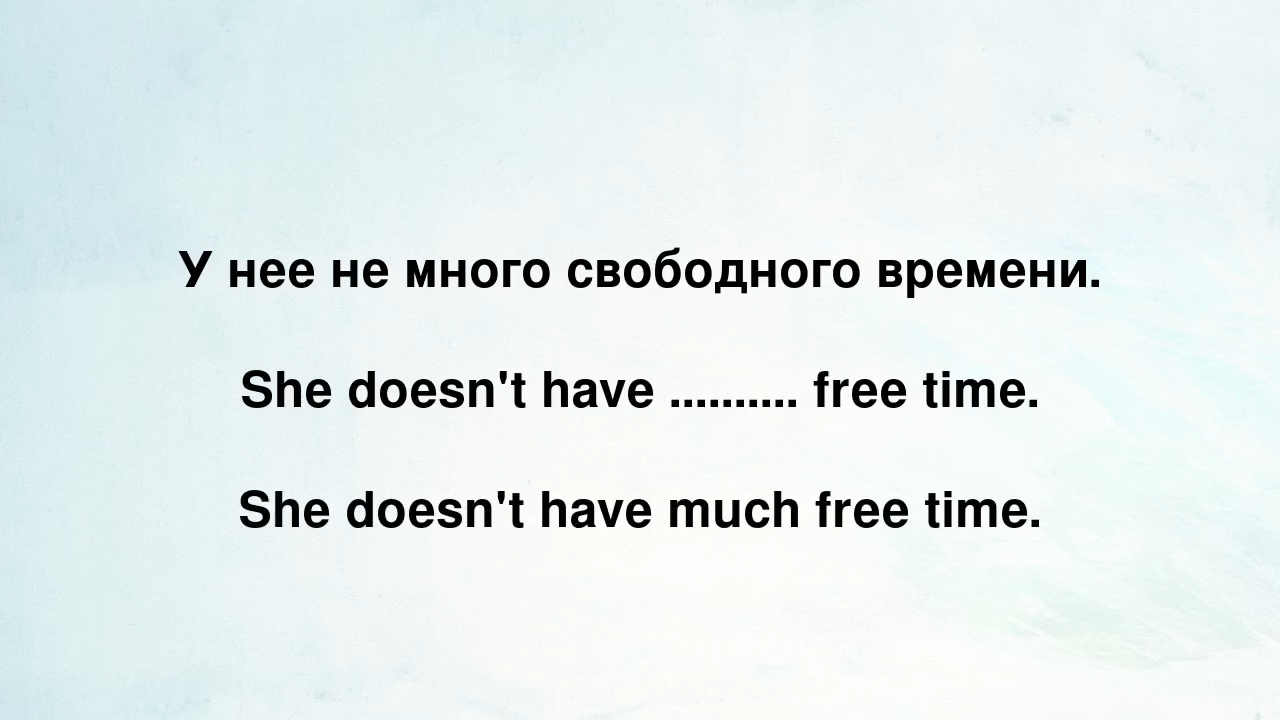 У нее не много свободного времени.
She doesn't have .......... free time.
She doesn't have much free time.